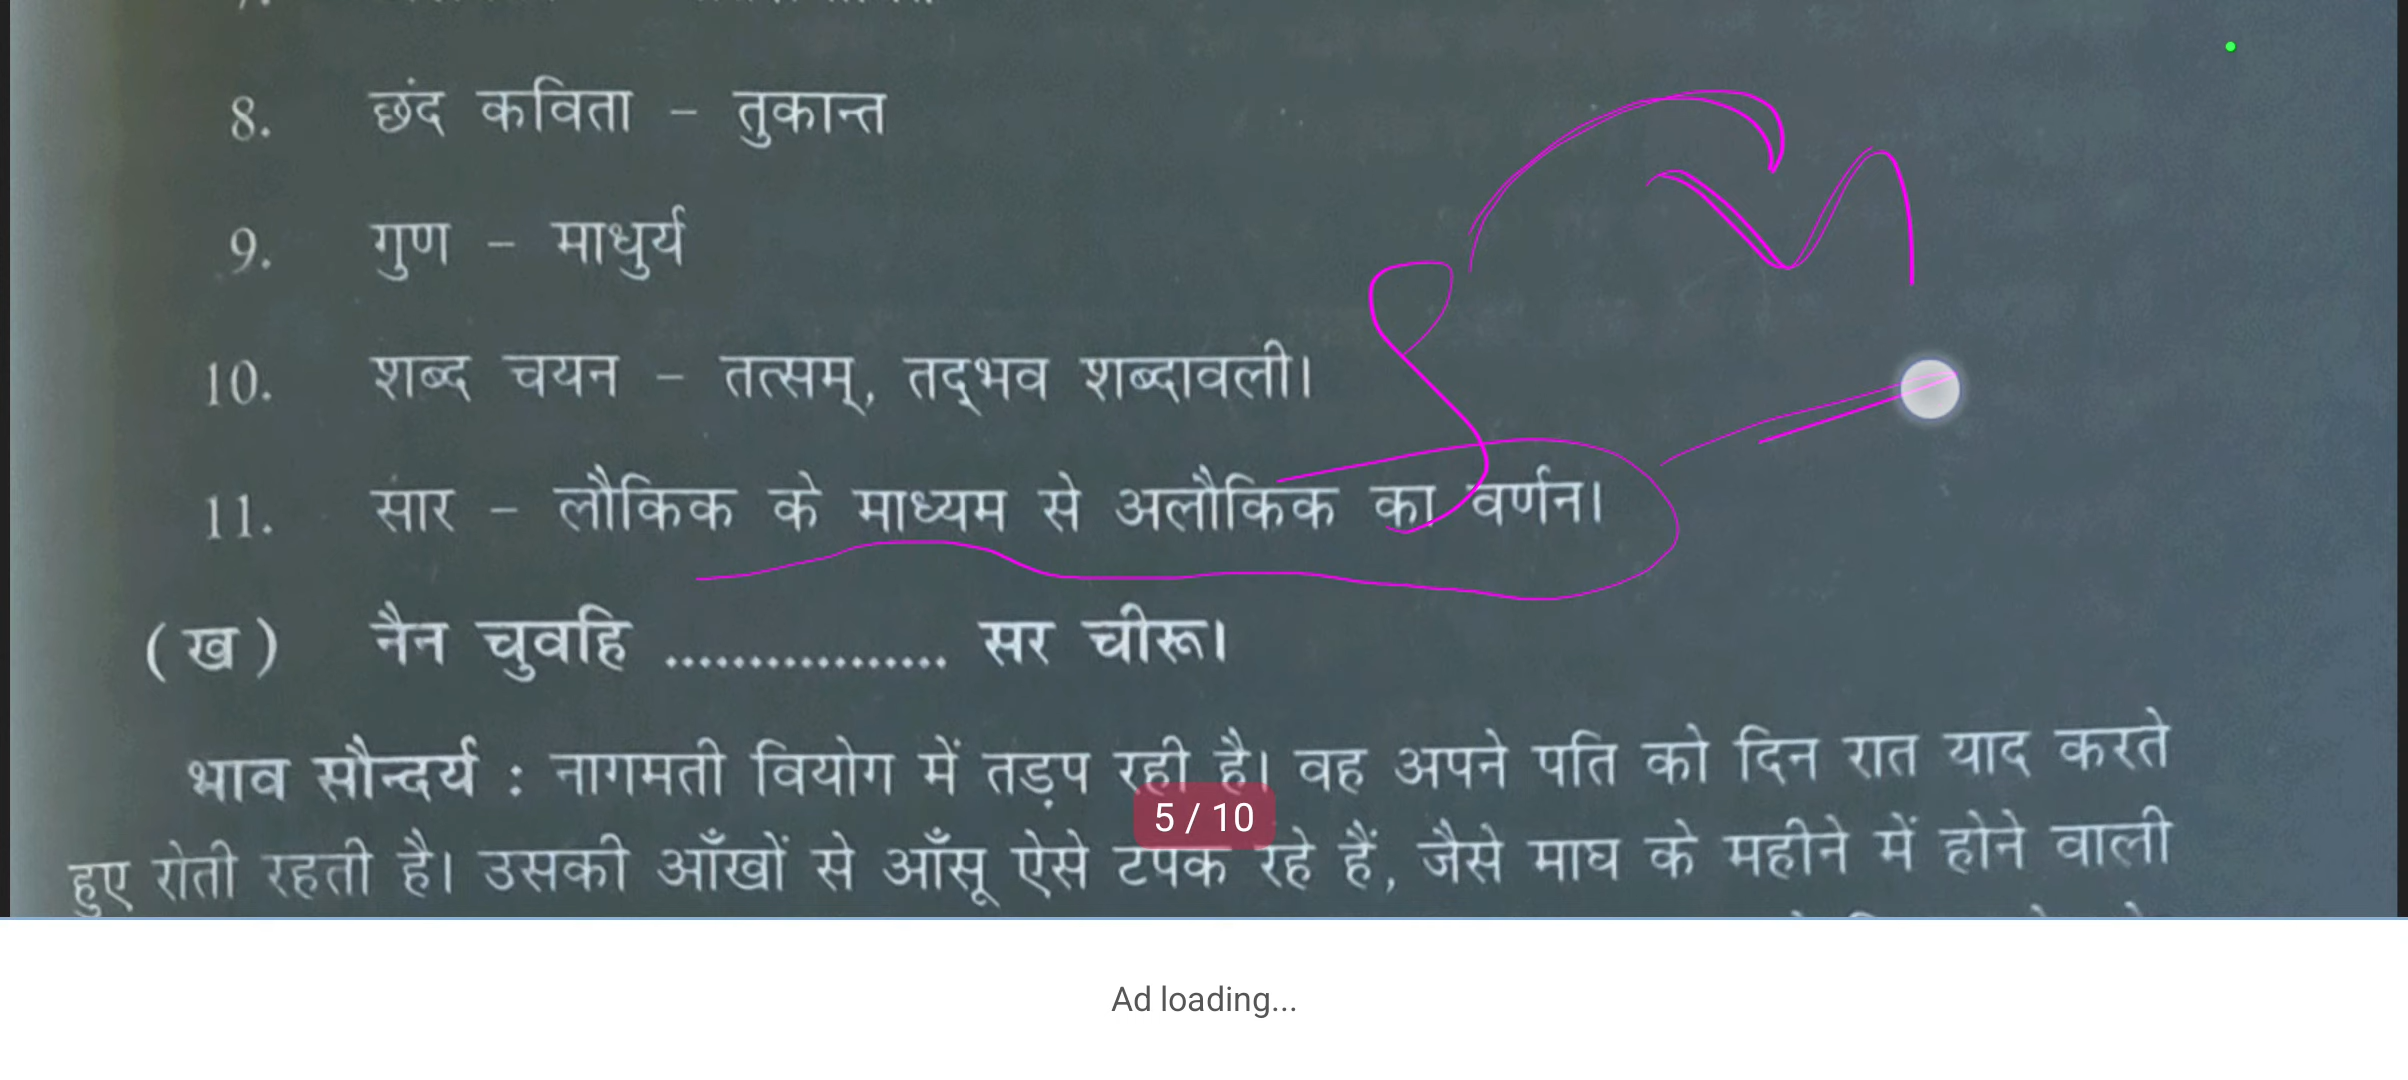 8. छंद कविता - तुकान्त
9. गुण - माधुर्य
10. शब्द चयन - तत्सम्, तद्भव शब्दावली।
11. सार - लौकिक के माध्यम से अलौकिक का वर्णन।
(ख) नैन चुवहि ................. सर चीरू।
भाव सौन्दर्य : नागमती वियोग में तड़प रही है। वह अपने पति को दिन रात याद करते
5 / 10
हुए रोती रहती है। उसकी आँखों से आँसू ऐसे टपक रहे हैं, जैसे माघ के महीने में होने वाली
Ad loading...